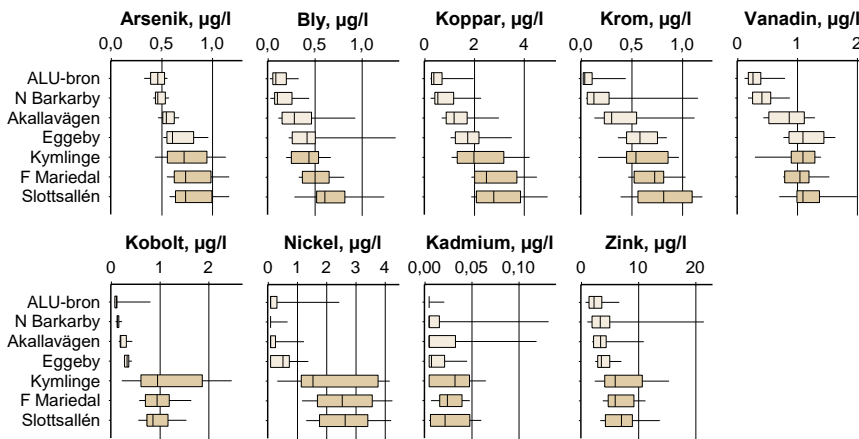 Arsenik, µg/l Bly, µg/l Koppar, µg/l Krom, µg/l Vanadin, µg/l
0,0 0,5 1,0 0,0 0,5 1,0 0 2 4 0,0 0,5 1,0 0 1 2
ALU-bron
N Barkarby
Akallavägen
Eggeby
Kymlinge
F Mariedal
Slottsallén
Kobolt, µg/l Nickel, µg/l Kadmium, µg/l Zink, µg/l
0 1 2 0 1 2 3 4 0,00 0,05 0,10 0 10 20
ALU-bron
N Barkarby
Akallavägen
Eggeby
Kymlinge
F Mariedal
Slottsallén